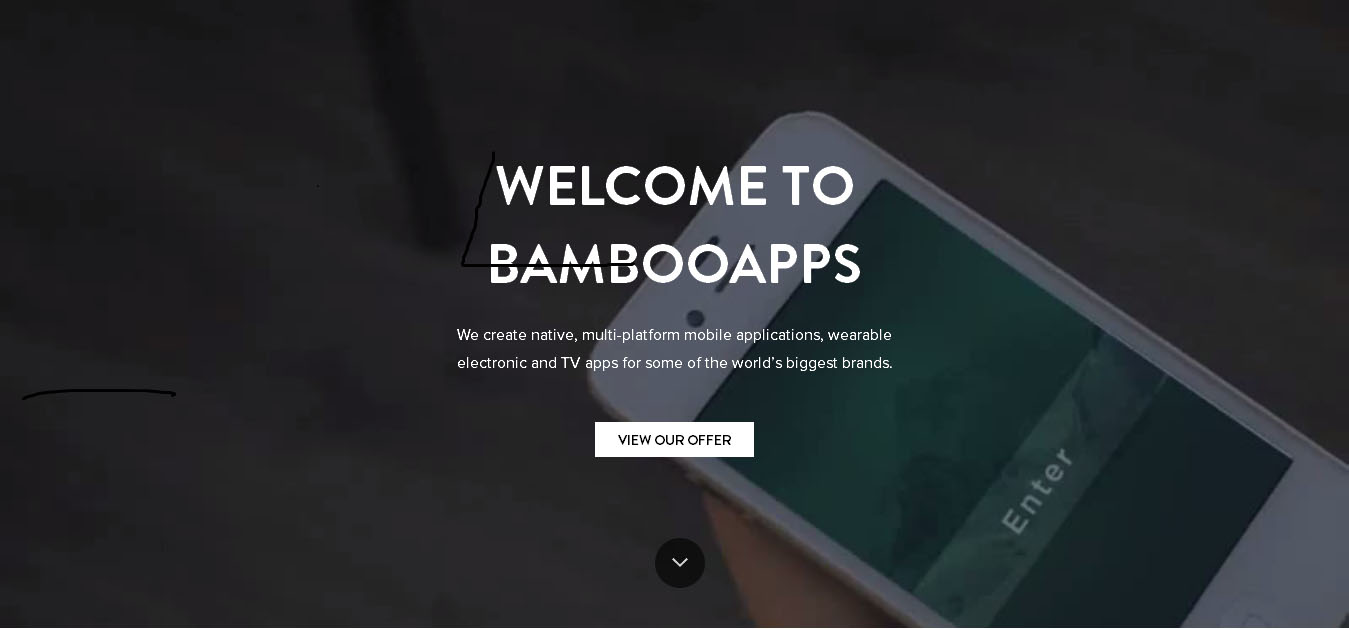 WELCOME TO
BAMBOOAPPS
We create native, multi-platform mobile applications, wearable
electronic and TV apps for some of the world's biggest brands.
VIEW OUR OFFER
Enter